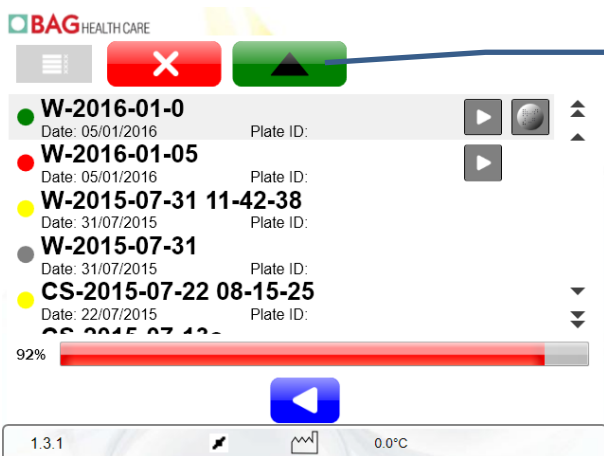 BAG HEALTH CARE
W-2016-01-0
Date: 05/01/2016 Plate ID:
W-2016-01-05
Date: 05/01/2016 Plate ID:
W-2015-07-31 11-42-38
Date: 31/07/2015 Plate ID:
W-2015-07-31
Date: 31/07/2015 Plate ID:
CS-2015-07-22 08-15-25
Date: 22/07/2015 Plate ID:
92%
1.3.1 0.0°C